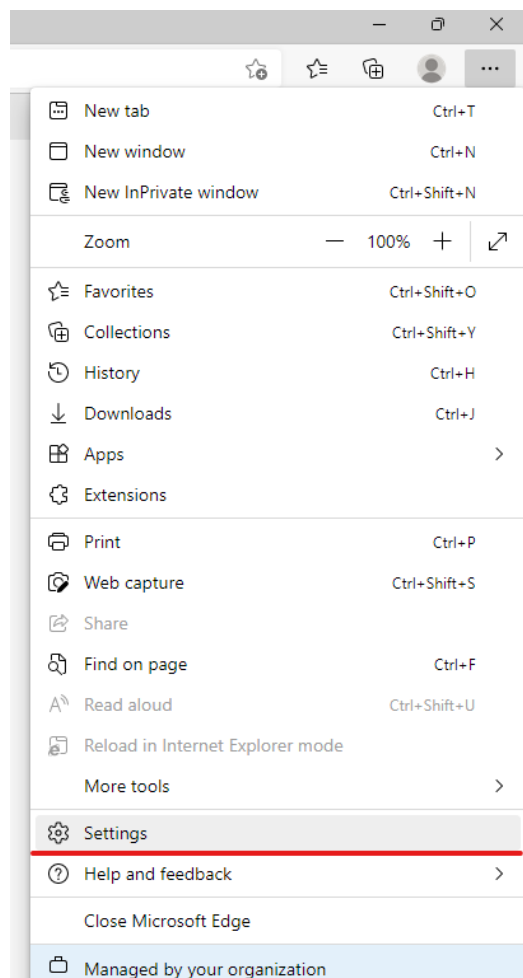 New tab Ctrl+T
New window Ctrl+N
New InPrivate window Ctrl+Shift+N
Zoom 100%
Favorites Ctrl+Shift+O
Collections Ctrl+Shift+Y
History Ctrl+H
Downloads Ctrl+J
Apps
Extensions
Print Ctrl+P
Web capture Ctrl+Shift+S
Share
Find on page Ctrl+F
Read aloud Ctrl+Shift+U
Reload in Internet Explorer mode
More tools
Settings
Help and feedback
Close Microsoft Edge
Managed by your organization